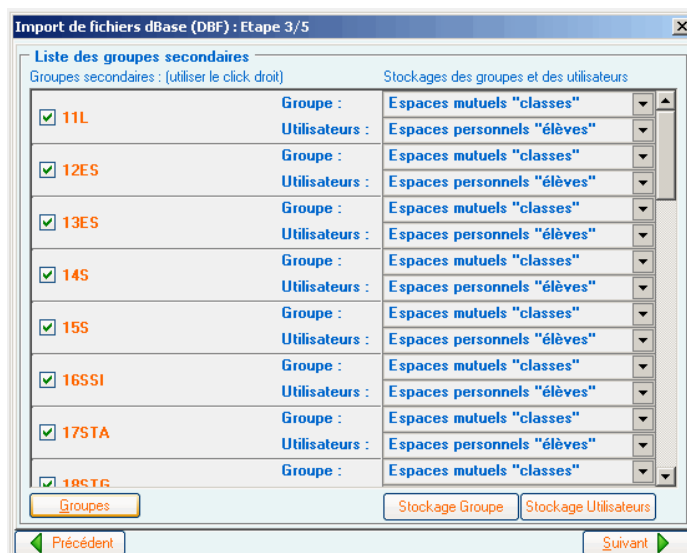 Import de fichiers dBase (DBF) : Etape 3/5
Liste des groupes secondaires
Groupes secondaires : (utiliser le click droit) Stockages des groupes et des utilisateurs
11L Groupe : Espaces mutuels "classes"
Utilisateurs : Espaces personnels "élèves"
12ES Groupe : Espaces mutuels "classes"
Utilisateurs : Espaces personnels "élèves"
13ES Groupe : Espaces mutuels "classes"
Utilisateurs : Espaces personnels "élèves"
14S Groupe : Espaces mutuels "classes"
Utilisateurs : Espaces personnels "élèves"
15S Groupe : Espaces mutuels "classes"
Utilisateurs : Espaces personnels "élèves"
16SSI Groupe : Espaces mutuels "classes"
Utilisateurs : Espaces personnels "élèves"
17STA Groupe : Espaces mutuels "classes"
Utilisateurs : Espaces personnels "élèves"
18STG Groupe : Espaces mutuels "classes"
Groupes Stockage Groupe Stockage Utilisateurs
Précédent Suivant